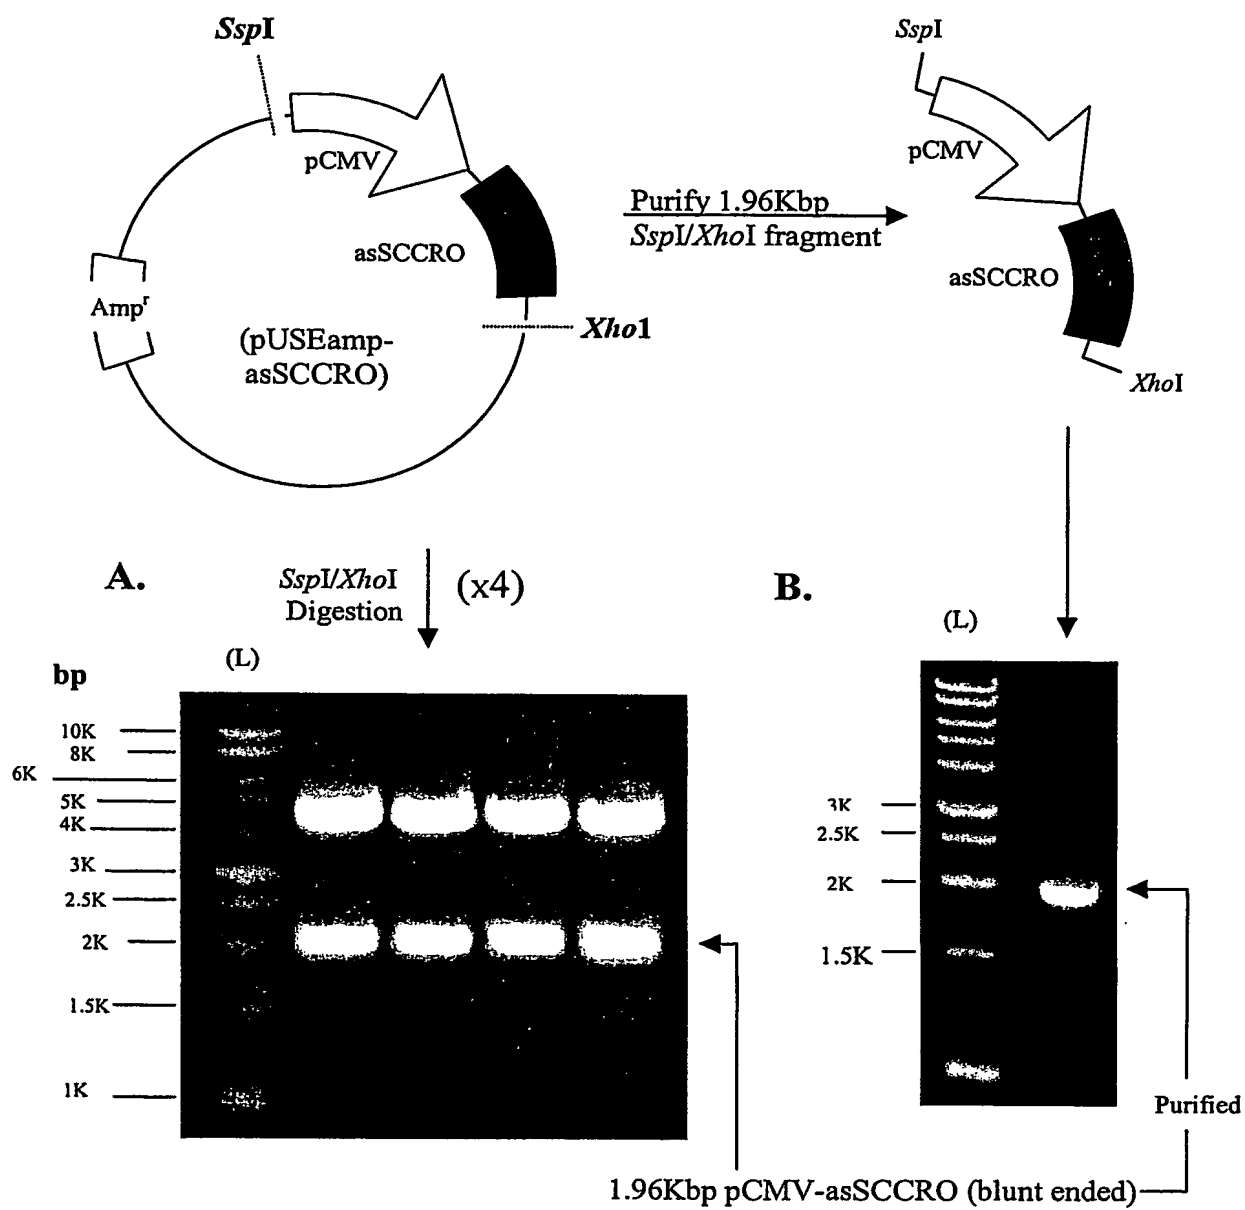 SspI
pCMV
asSCCRO
Ampʳ
(pUSEamp-
asSCCRO)
Xho1
Purify 1.96Kbp
SspI/XhoI fragment
SspI
pCMV
asSCCRO
XhoI
A.
SspI/XhoI
Digestion
(x4)
bp
(L)
10K
8K
6K
5K
4K
3K
2.5K
2K
1.5K
1K
B.
(L)
3K
2.5K
2K
1.5K
Purified
1.96Kbp pCMV-asSCCRO (blunt ended)